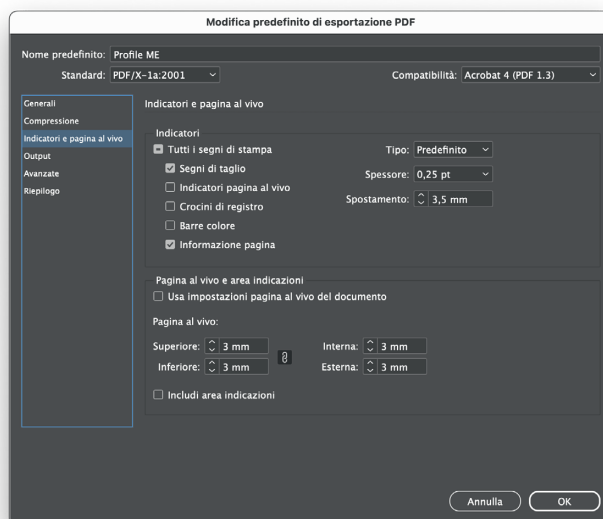 Modifica predefinito di esportazione PDF
Nome predefinito: Profile ME
Standard: PDF/X-1a:2001
Compatibilità: Acrobat 4 (PDF 1.3)
Generali
Compressione
Indicatori e pagina al vivo
Output
Avanzate
Riepilogo
Indicatori e pagina al vivo
Indicatori
Tutti i segni di stampa
Segni di taglio
Indicatori pagina al vivo
Crocini di registro
Barre colore
Informazione pagina
Tipo: Predefinito
Spessore: 0,25 pt
Spostamento: 3,5 mm
Pagina al vivo e area indicazioni
Usa impostazioni pagina al vivo del documento
Pagina al vivo:
Superiore: 3 mm
Interna: 3 mm
Inferiore: 3 mm
Esterna: 3 mm
Includi area indicazioni
Annulla
OK